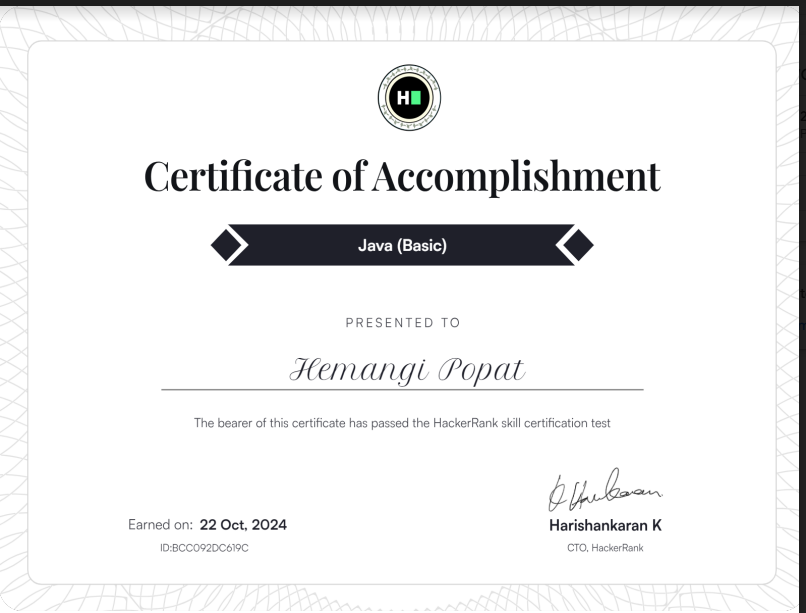 H
Certificate of Accomplishment
Java (Basic)
PRESENTED TO
Hemangi Popat
The bearer of this certificate has passed the HackerRank skill certification test
Earned on: 22 Oct, 2024
ID:BCC092DC619C
Harishankaran K
CTO, HackerRank